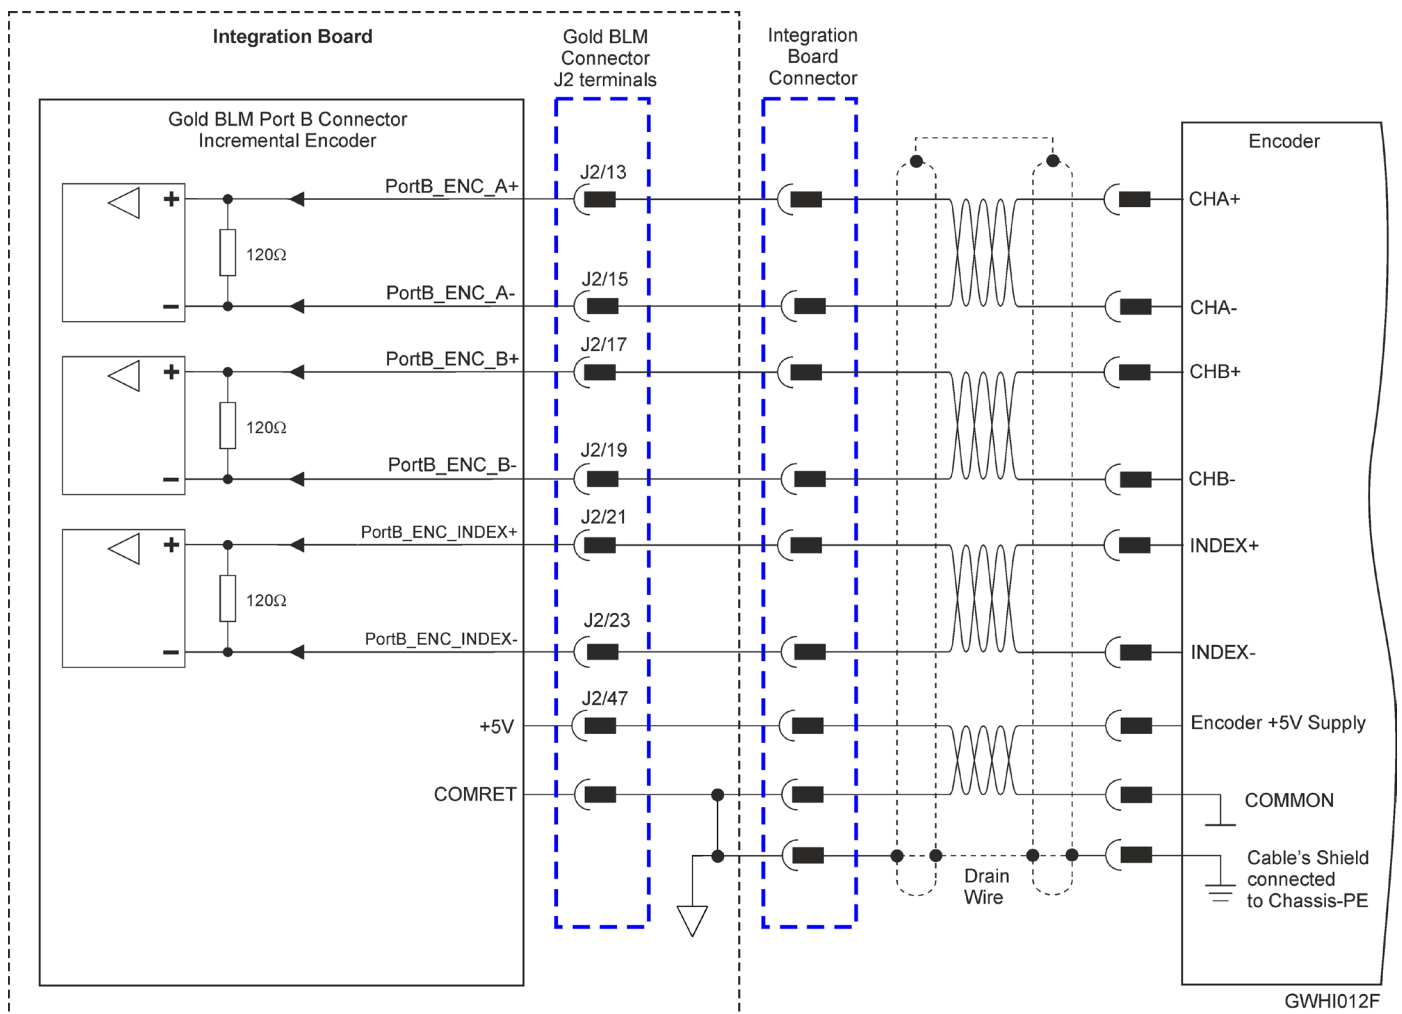 Integration Board
Gold BLM
Connector
J2 terminals
Integration
Board
Connector
Gold BLM Port B Connector
Incremental Encoder
Encoder
PortB_ENC_A+
J2/13
+
CHA+
120Ω
PortB_ENC_A-
J2/15
−
CHA-
PortB_ENC_B+
J2/17
+
CHB+
120Ω
PortB_ENC_B-
J2/19
−
CHB-
PortB_ENC_INDEX+
J2/21
+
INDEX+
120Ω
PortB_ENC_INDEX-
J2/23
−
INDEX-
+5V
J2/47
Encoder +5V Supply
COMRET
COMMON
Drain
Wire
Cable's Shield
connected
to Chassis-PE
GWHI012F